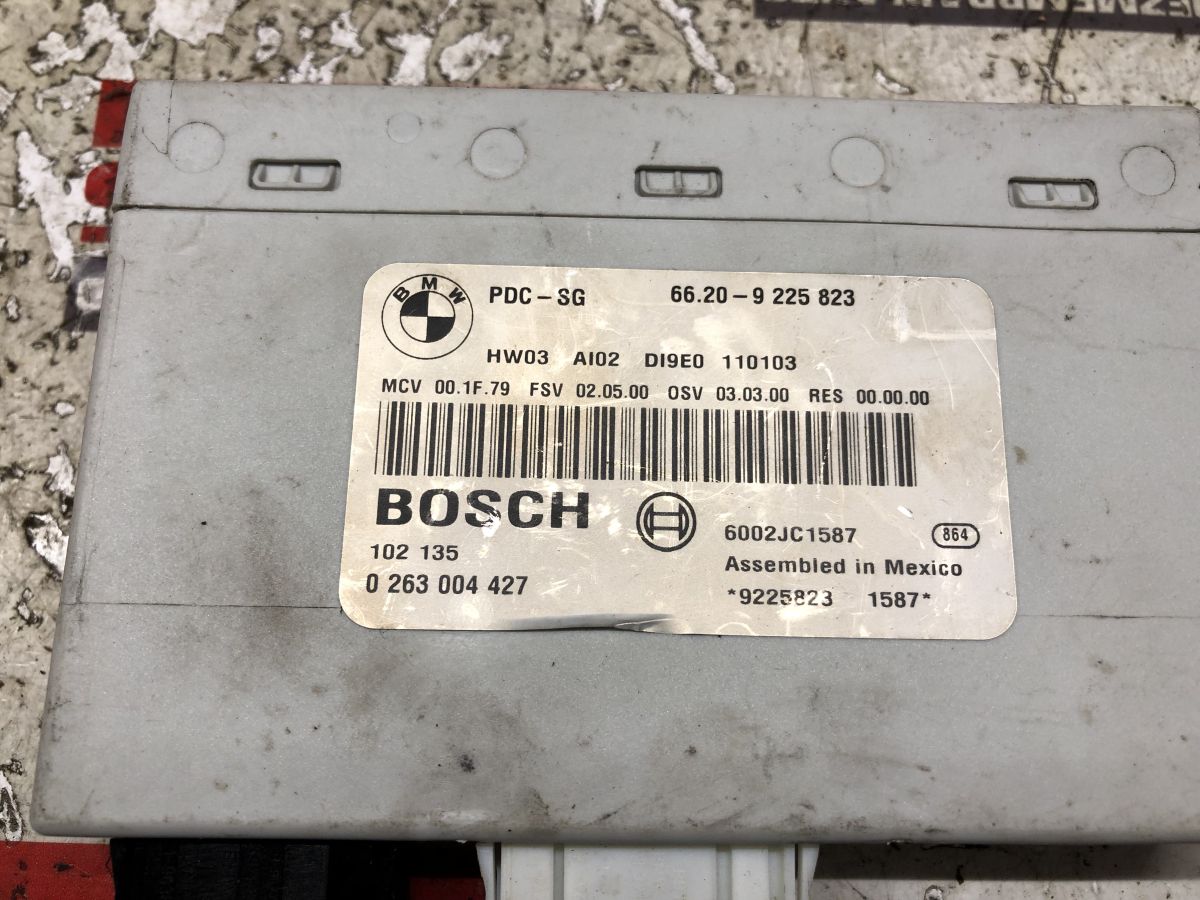 BMW
PDC-SG 66.20-9 225 823
HW03 AI02 DI9E0 110103
MCV 00.1F.79 FSV 02.05.00 OSV 03.03.00 RES 00.00.00
BOSCH
6002JC1587 864
102 135
Assembled in Mexico
0 263 004 427
*9225823 1587*